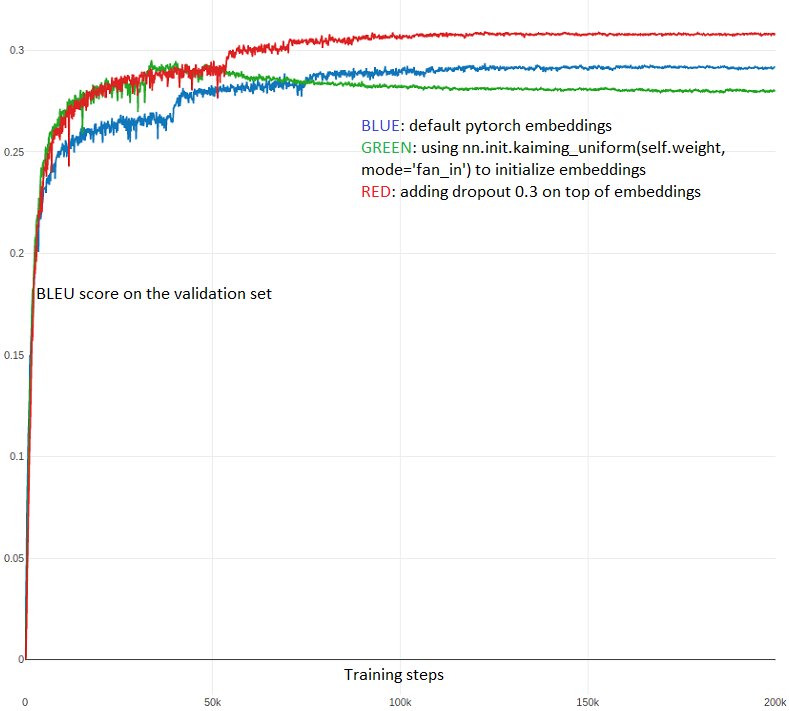 0.3
BLUE: default pytorch embeddings
GREEN: using nn.init.kaiming_uniform(self.weight,
mode='fan_in') to initialize embeddings
RED: adding dropout 0.3 on top of embeddings
0.25
0.2
BLEU score on the validation set
0.15
0.1
0.05
0
Training steps
0 50k 100k 150k 200k